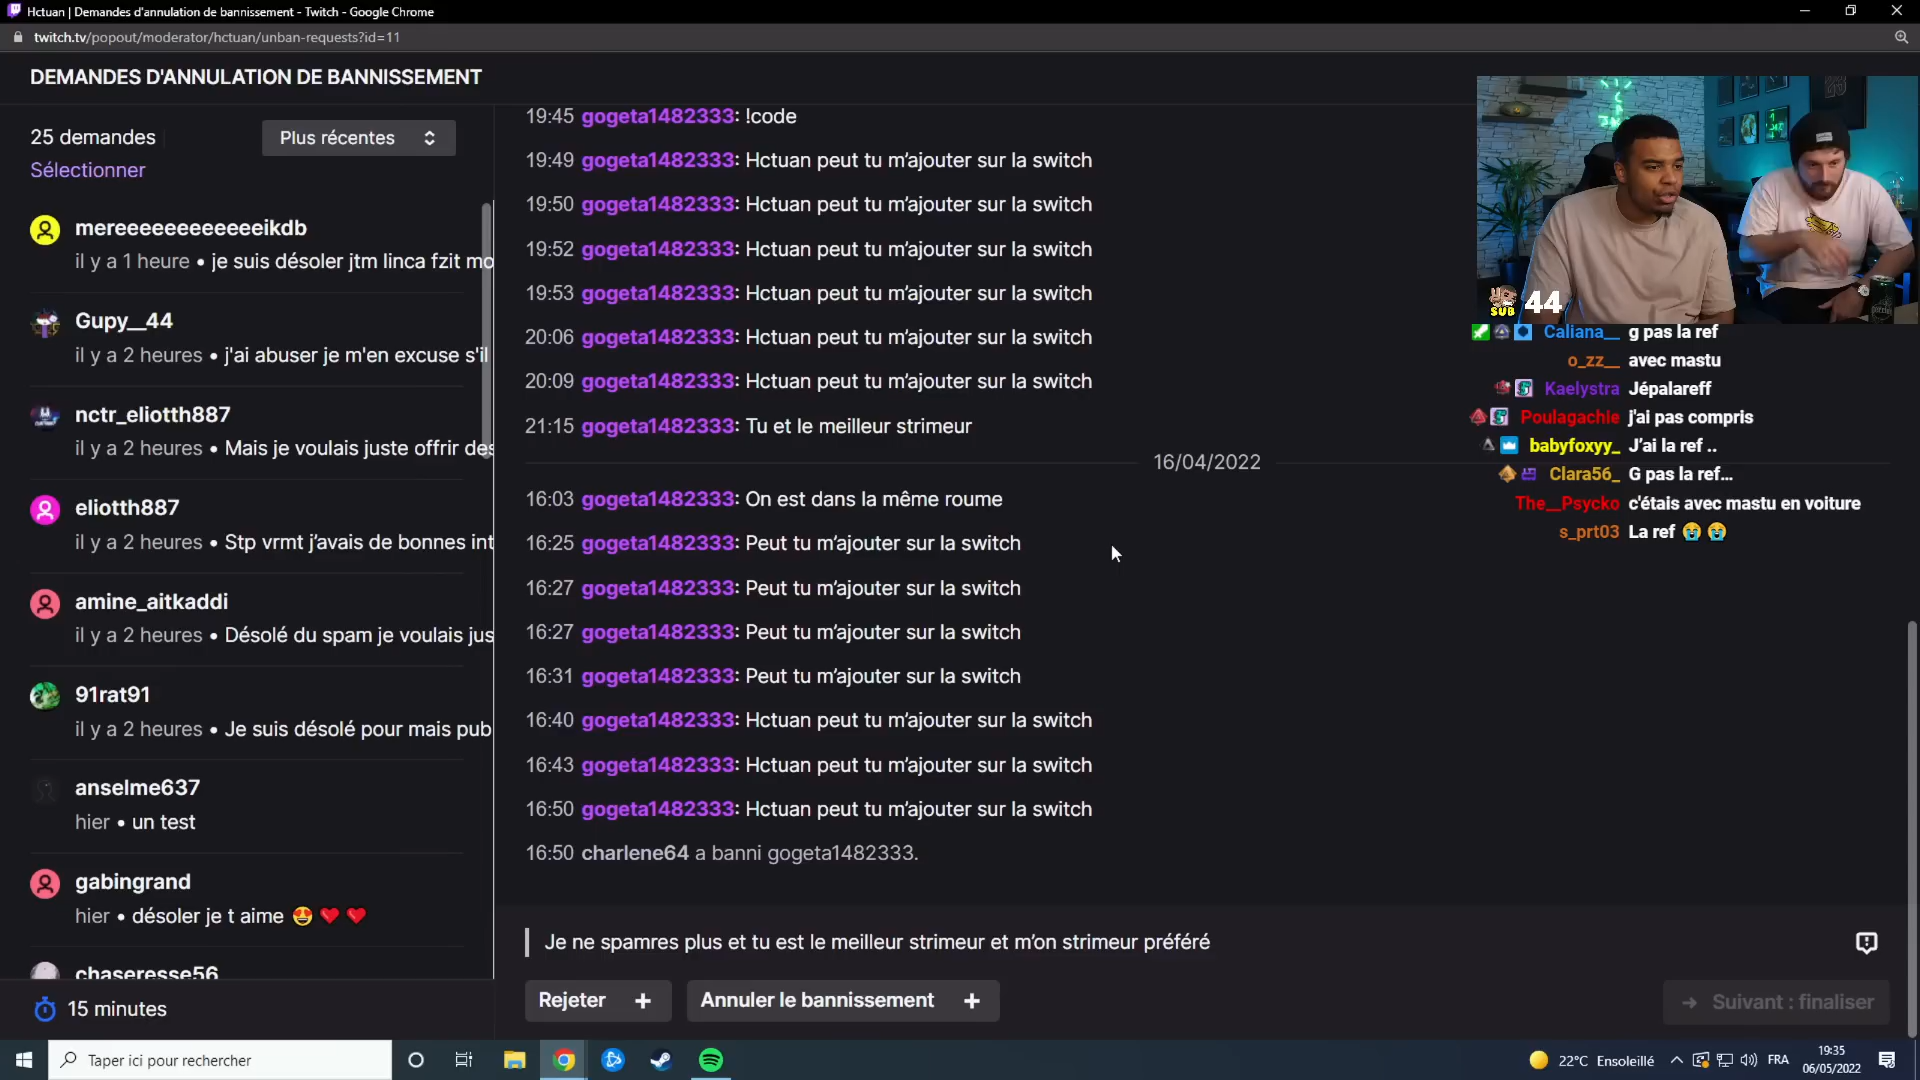 Hctuan | Demandes d'annulation de bannissement - Twitch - Google Chrome
twitch.tv/popout/moderator/hctuan/unban-requests?id=11
DEMANDES D'ANNULATION DE BANNISSEMENT
25 demandes
Plus récentes
Sélectionner
mereeeeeeeeeeeeikdb
il y a 1 heure • je suis désoler jtm linca fzit mo
Gupy__44
il y a 2 heures • j'ai abuser je m'en excuse s'il
nctr_eliotth887
il y a 2 heures • Mais je voulais juste offrir des
eliotth887
il y a 2 heures • Stp vrmt j'avais de bonnes int
amine_aitkaddi
il y a 2 heures • Désolé du spam je voulais jus
91rat91
il y a 2 heures • Je suis désolé pour mais pub
anselme637
hier • un test
gabingrand
hier • désoler je t aime 😍 ❤️ ❤️
chaseresse56
15 minutes
19:45 gogeta1482333: !code
19:49 gogeta1482333: Hctuan peut tu m'ajouter sur la switch
19:50 gogeta1482333: Hctuan peut tu m'ajouter sur la switch
19:52 gogeta1482333: Hctuan peut tu m'ajouter sur la switch
19:53 gogeta1482333: Hctuan peut tu m'ajouter sur la switch
20:06 gogeta1482333: Hctuan peut tu m'ajouter sur la switch
20:09 gogeta1482333: Hctuan peut tu m'ajouter sur la switch
21:15 gogeta1482333: Tu et le meilleur strimeur
16/04/2022
16:03 gogeta1482333: On est dans la même roume
16:25 gogeta1482333: Peut tu m'ajouter sur la switch
16:27 gogeta1482333: Peut tu m'ajouter sur la switch
16:27 gogeta1482333: Peut tu m'ajouter sur la switch
16:31 gogeta1482333: Peut tu m'ajouter sur la switch
16:40 gogeta1482333: Hctuan peut tu m'ajouter sur la switch
16:43 gogeta1482333: Hctuan peut tu m'ajouter sur la switch
16:50 gogeta1482333: Hctuan peut tu m'ajouter sur la switch
16:50 charlene64 a banni gogeta1482333.
Je ne spamres plus et tu est le meilleur strimeur et m'on strimeur préféré
Rejeter +
Annuler le bannissement +
→ Suivant : finaliser
SUB 44
Caliana__ g pas la ref
o_zz__ avec mastu
Kaelystra Jépalareff
Poulagachie j'ai pas compris
babyfoxyy_ J'ai la ref ..
Clara56_ G pas la ref...
The__Psycko c'étais avec mastu en voiture
s_prt03 La ref 😭 😭
Taper ici pour rechercher
22°C Ensoleillé
FRA
19:35
06/05/2022